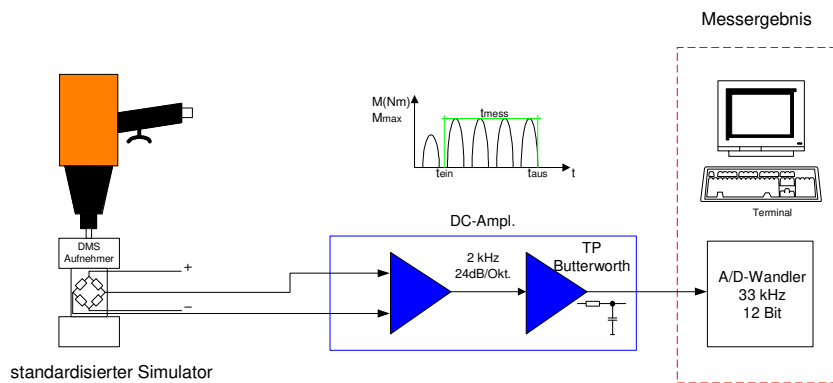 Messergebnis
M(Nm)
Mmax
tmess
tein
taus
t
Terminal
DC-Ampl.
DMS
Aufnehmer
+
−
2 kHz
24dB/Okt.
TP
Butterworth
A/D-Wandler
33 kHz
12 Bit
standardisierter Simulator